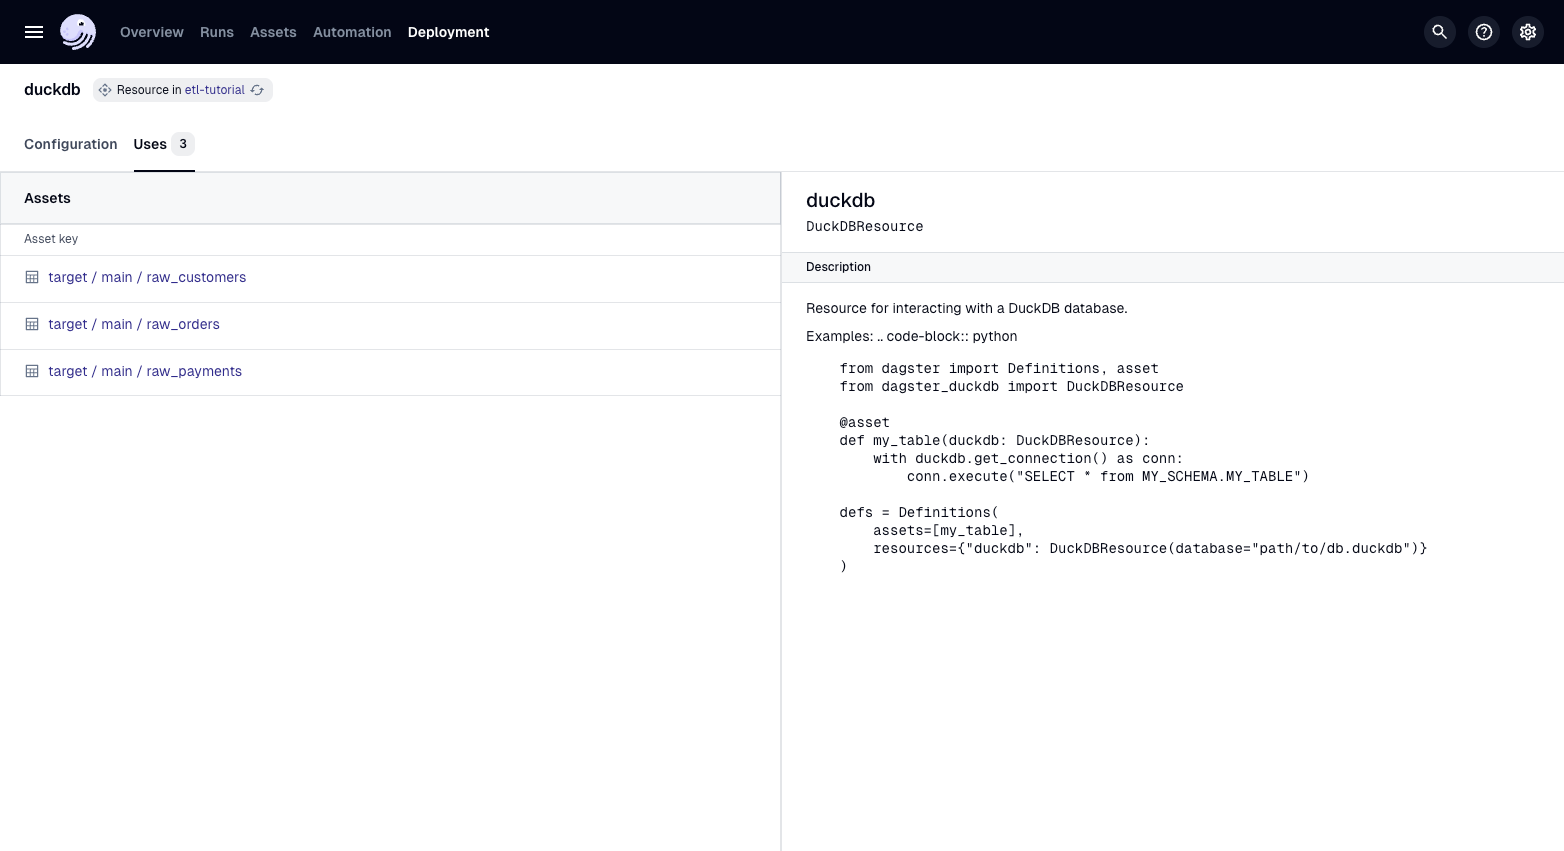 Overview Runs Assets Automation Deployment
duckdb Resource in etl-tutorial
Configuration Uses 3
Assets
Asset key
target / main / raw_customers
target / main / raw_orders
target / main / raw_payments
duckdb
DuckDBResource
Description
Resource for interacting with a DuckDB database.
Examples: .. code-block:: python
from dagster import Definitions, asset
from dagster_duckdb import DuckDBResource
@asset
def my_table(duckdb: DuckDBResource):
    with duckdb.get_connection() as conn:
        conn.execute("SELECT * from MY_SCHEMA.MY_TABLE")
defs = Definitions(
    assets=[my_table],
    resources={"duckdb": DuckDBResource(database="path/to/db.duckdb")}
)